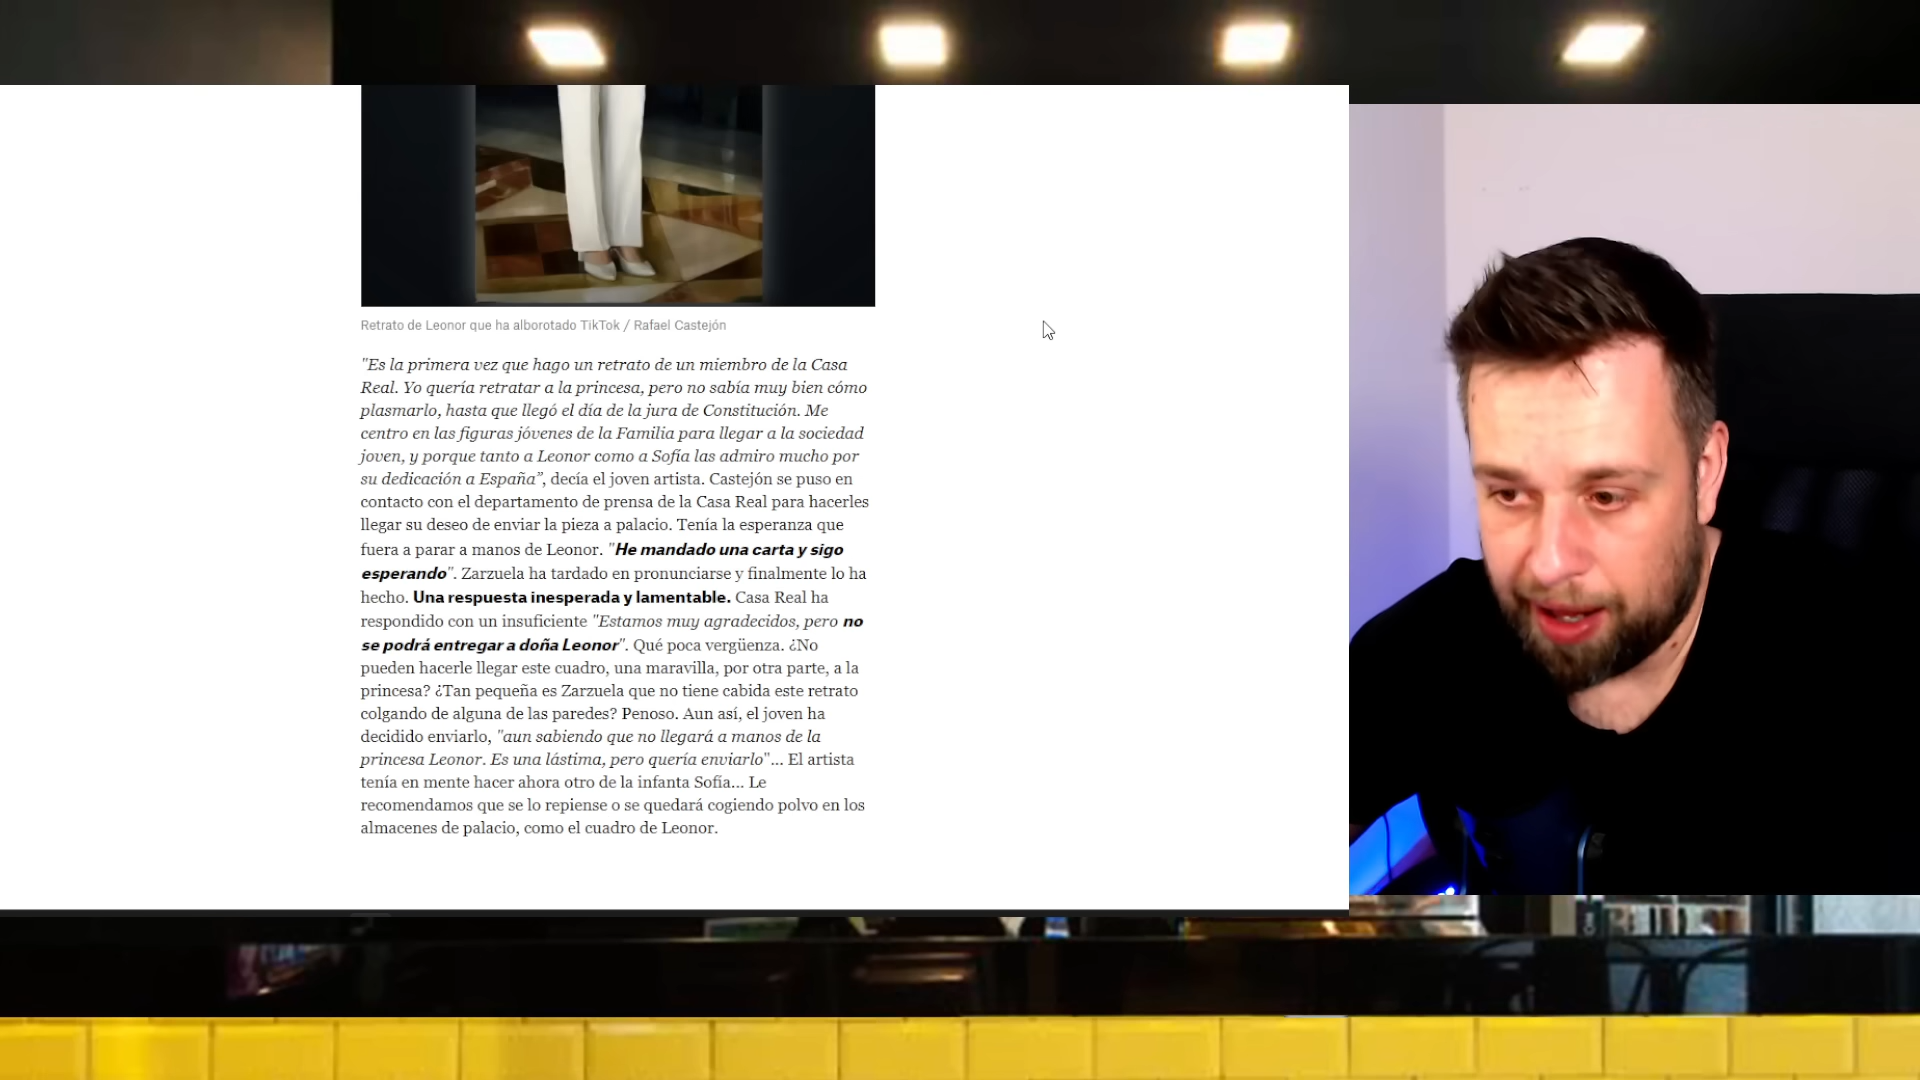 Retrato de Leonor que ha alborotado TikTok / Rafael Castejón
"Es la primera vez que hago un retrato de un miembro de la Casa
Real. Yo quería retratar a la princesa, pero no sabía muy bien cómo
plasmarlo, hasta que llegó el día de la jura de Constitución. Me
centro en las figuras jóvenes de la Familia para llegar a la sociedad
joven, y porque tanto a Leonor como a Sofía las admiro mucho por
su dedicación a España”, decía el joven artista. Castejón se puso en
contacto con el departamento de prensa de la Casa Real para hacerles
llegar su deseo de enviar la pieza a palacio. Tenía la esperanza que
fuera a parar a manos de Leonor. "He mandado una carta y sigo
esperando". Zarzuela ha tardado en pronunciarse y finalmente lo ha
hecho. Una respuesta inesperada y lamentable. Casa Real ha
respondido con un insuficiente "Estamos muy agradecidos, pero no
se podrá entregar a doña Leonor". Qué poca vergüenza. ¿No
pueden hacerle llegar este cuadro, una maravilla, por otra parte, a la
princesa? ¿Tan pequeña es Zarzuela que no tiene cabida este retrato
colgando de alguna de las paredes? Penoso. Aun así, el joven ha
decidido enviarlo, "aun sabiendo que no llegará a manos de la
princesa Leonor. Es una lástima, pero quería enviarlo"... El artista
tenía en mente hacer ahora otro de la infanta Sofía... Le
recomendamos que se lo repiense o se quedará cogiendo polvo en los
almacenes de palacio, como el cuadro de Leonor.